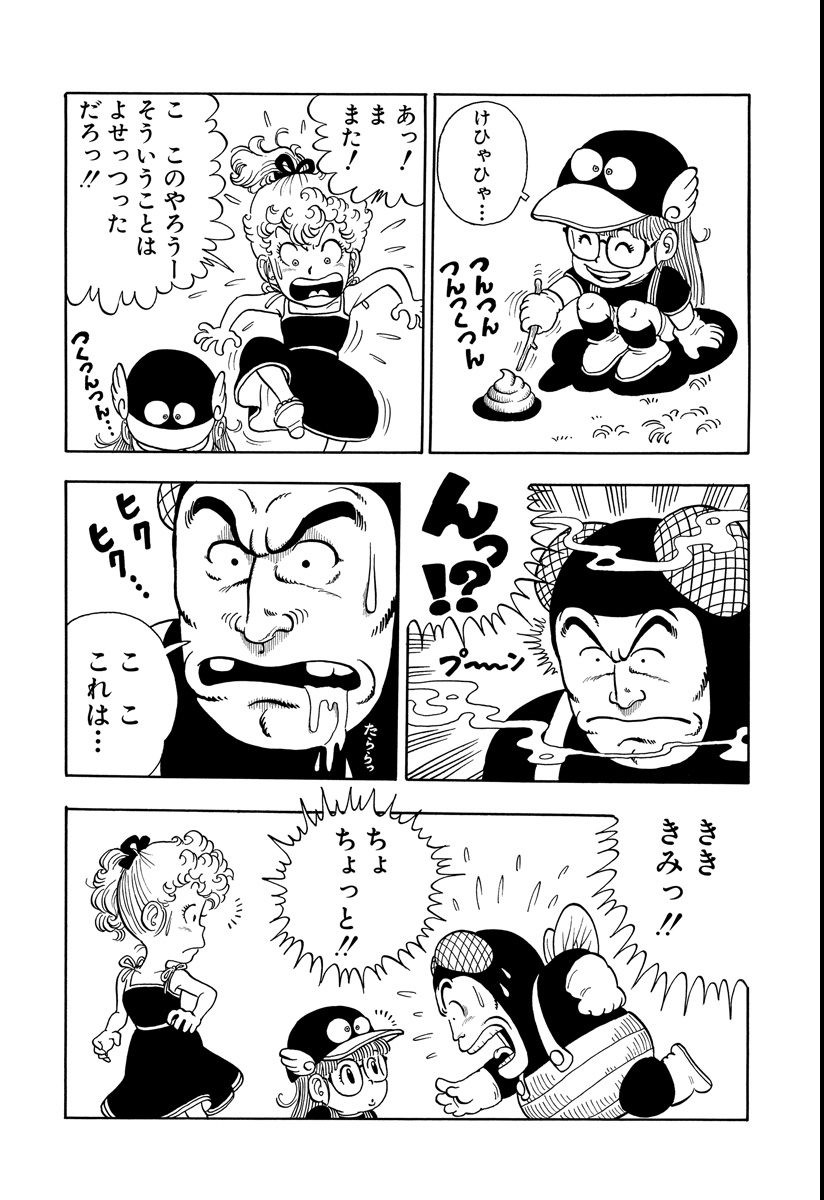 けひゃひゃ…
つんつん
つんつくつん
あっ！
ま
また！
こ　このやろうー
そういうことは
よせっつった
だろっ!!
つくつんつん…
んっ!?
プ〜〜ン
ヒク
ヒク…
こ　こ
これは…
たららっ
きき
きみっ!!
ちょ
ちょっと!!